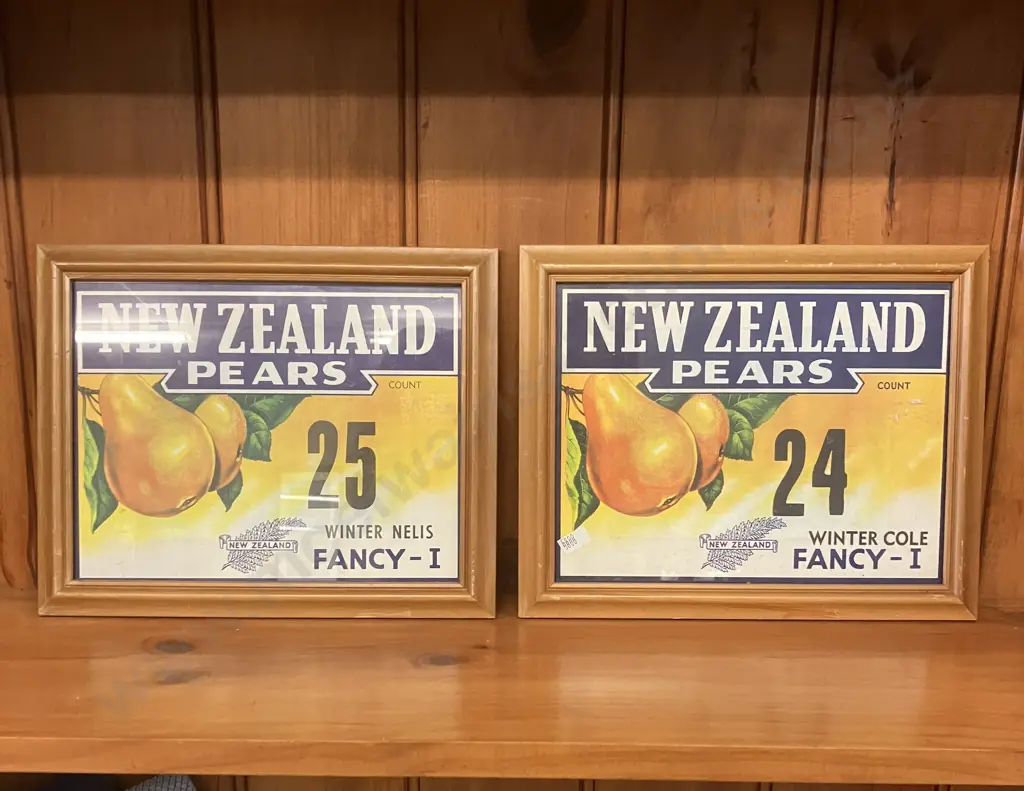 NEW ZEALAND
PEARS
COUNT
25
WINTER NELIS
NEW ZEALAND
FANCY-I
NEW ZEALAND
PEARS
COUNT
24
WINTER COLE
NEW ZEALAND
FANCY-I